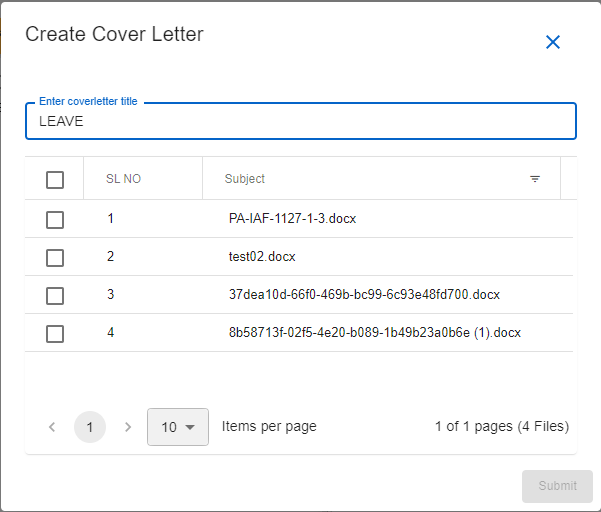 Create Cover Letter
Enter coverletter title
LEAVE
SL NO Subject
1 PA-IAF-1127-1-3.docx
2 test02.docx
3 37dea10d-66f0-469b-bc99-6c93e48fd700.docx
4 8b58713f-02f5-4e20-b089-1b49b23a0b6e (1).docx
1 10 Items per page 1 of 1 pages (4 Files)
Submit